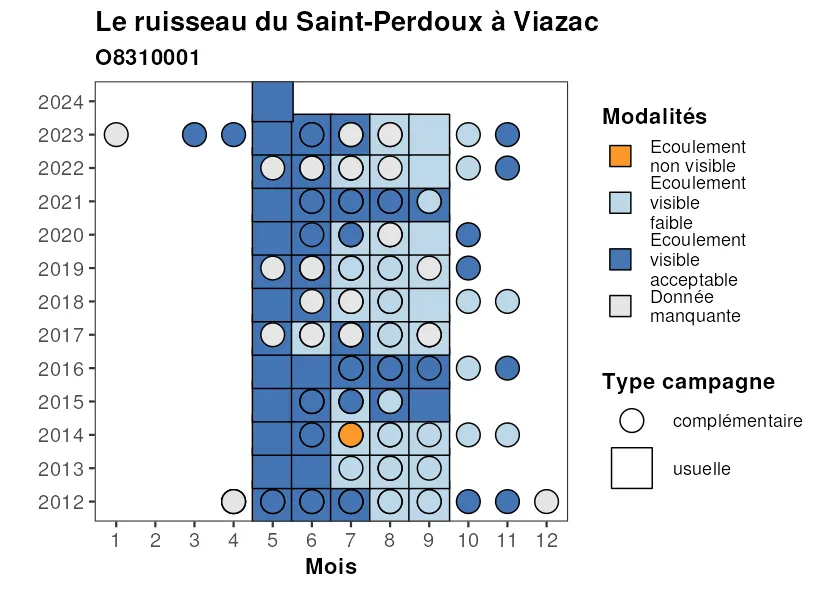 Le ruisseau du Saint-Perdoux à Viazac
O8310001
2024
2023
2022
2021
2020
2019
2018
2017
2016
2015
2014
2013
2012
1 2 3 4 5 6 7 8 9 10 11 12
Mois
Modalités
Ecoulement
non visible
Ecoulement
visible
faible
Ecoulement
visible
acceptable
Donnée
manquante
Type campagne
complémentaire
usuelle